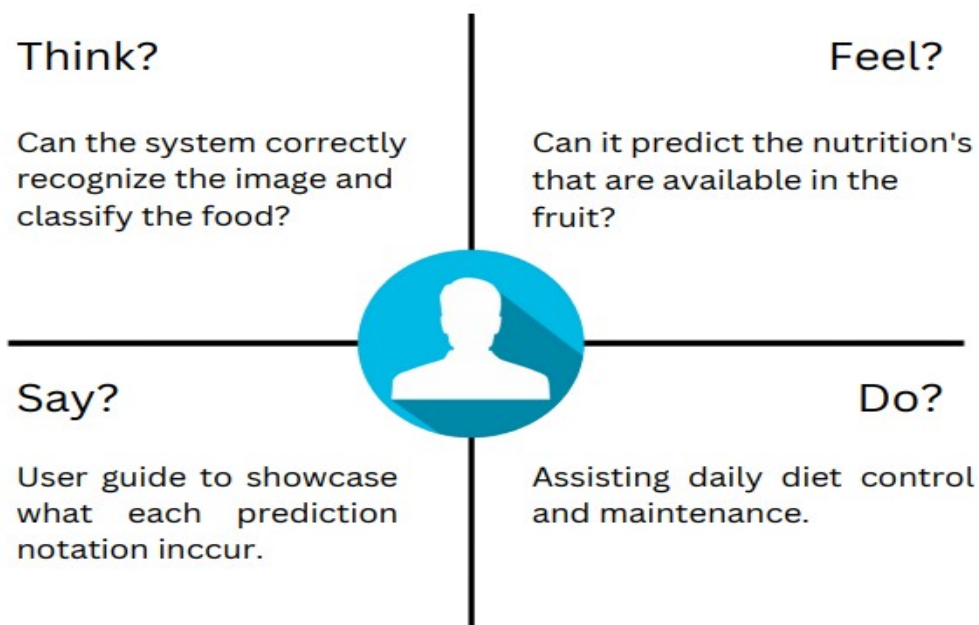 Think?
Can the system correctly
recognize the image and
classify the food?
Feel?
Can it predict the nutrition's
that are available in the
fruit?
Say?
User guide to showcase
what each prediction
notation inccur.
Do?
Assisting daily diet control
and maintenance.